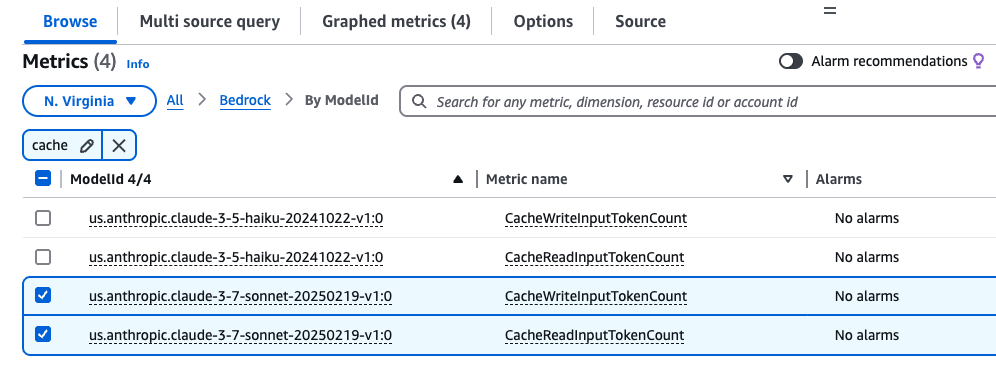 Browse Multi source query Graphed metrics (4) Options Source
Metrics (4) Info Alarm recommendations
N. Virginia All Bedrock By ModelId Search for any metric, dimension, resource id or account id
cache
ModelId 4/4 Metric name Alarms
us.anthropic.claude-3-5-haiku-20241022-v1:0 CacheWriteInputTokenCount No alarms
us.anthropic.claude-3-5-haiku-20241022-v1:0 CacheReadInputTokenCount No alarms
us.anthropic.claude-3-7-sonnet-20250219-v1:0 CacheWriteInputTokenCount No alarms
us.anthropic.claude-3-7-sonnet-20250219-v1:0 CacheReadInputTokenCount No alarms